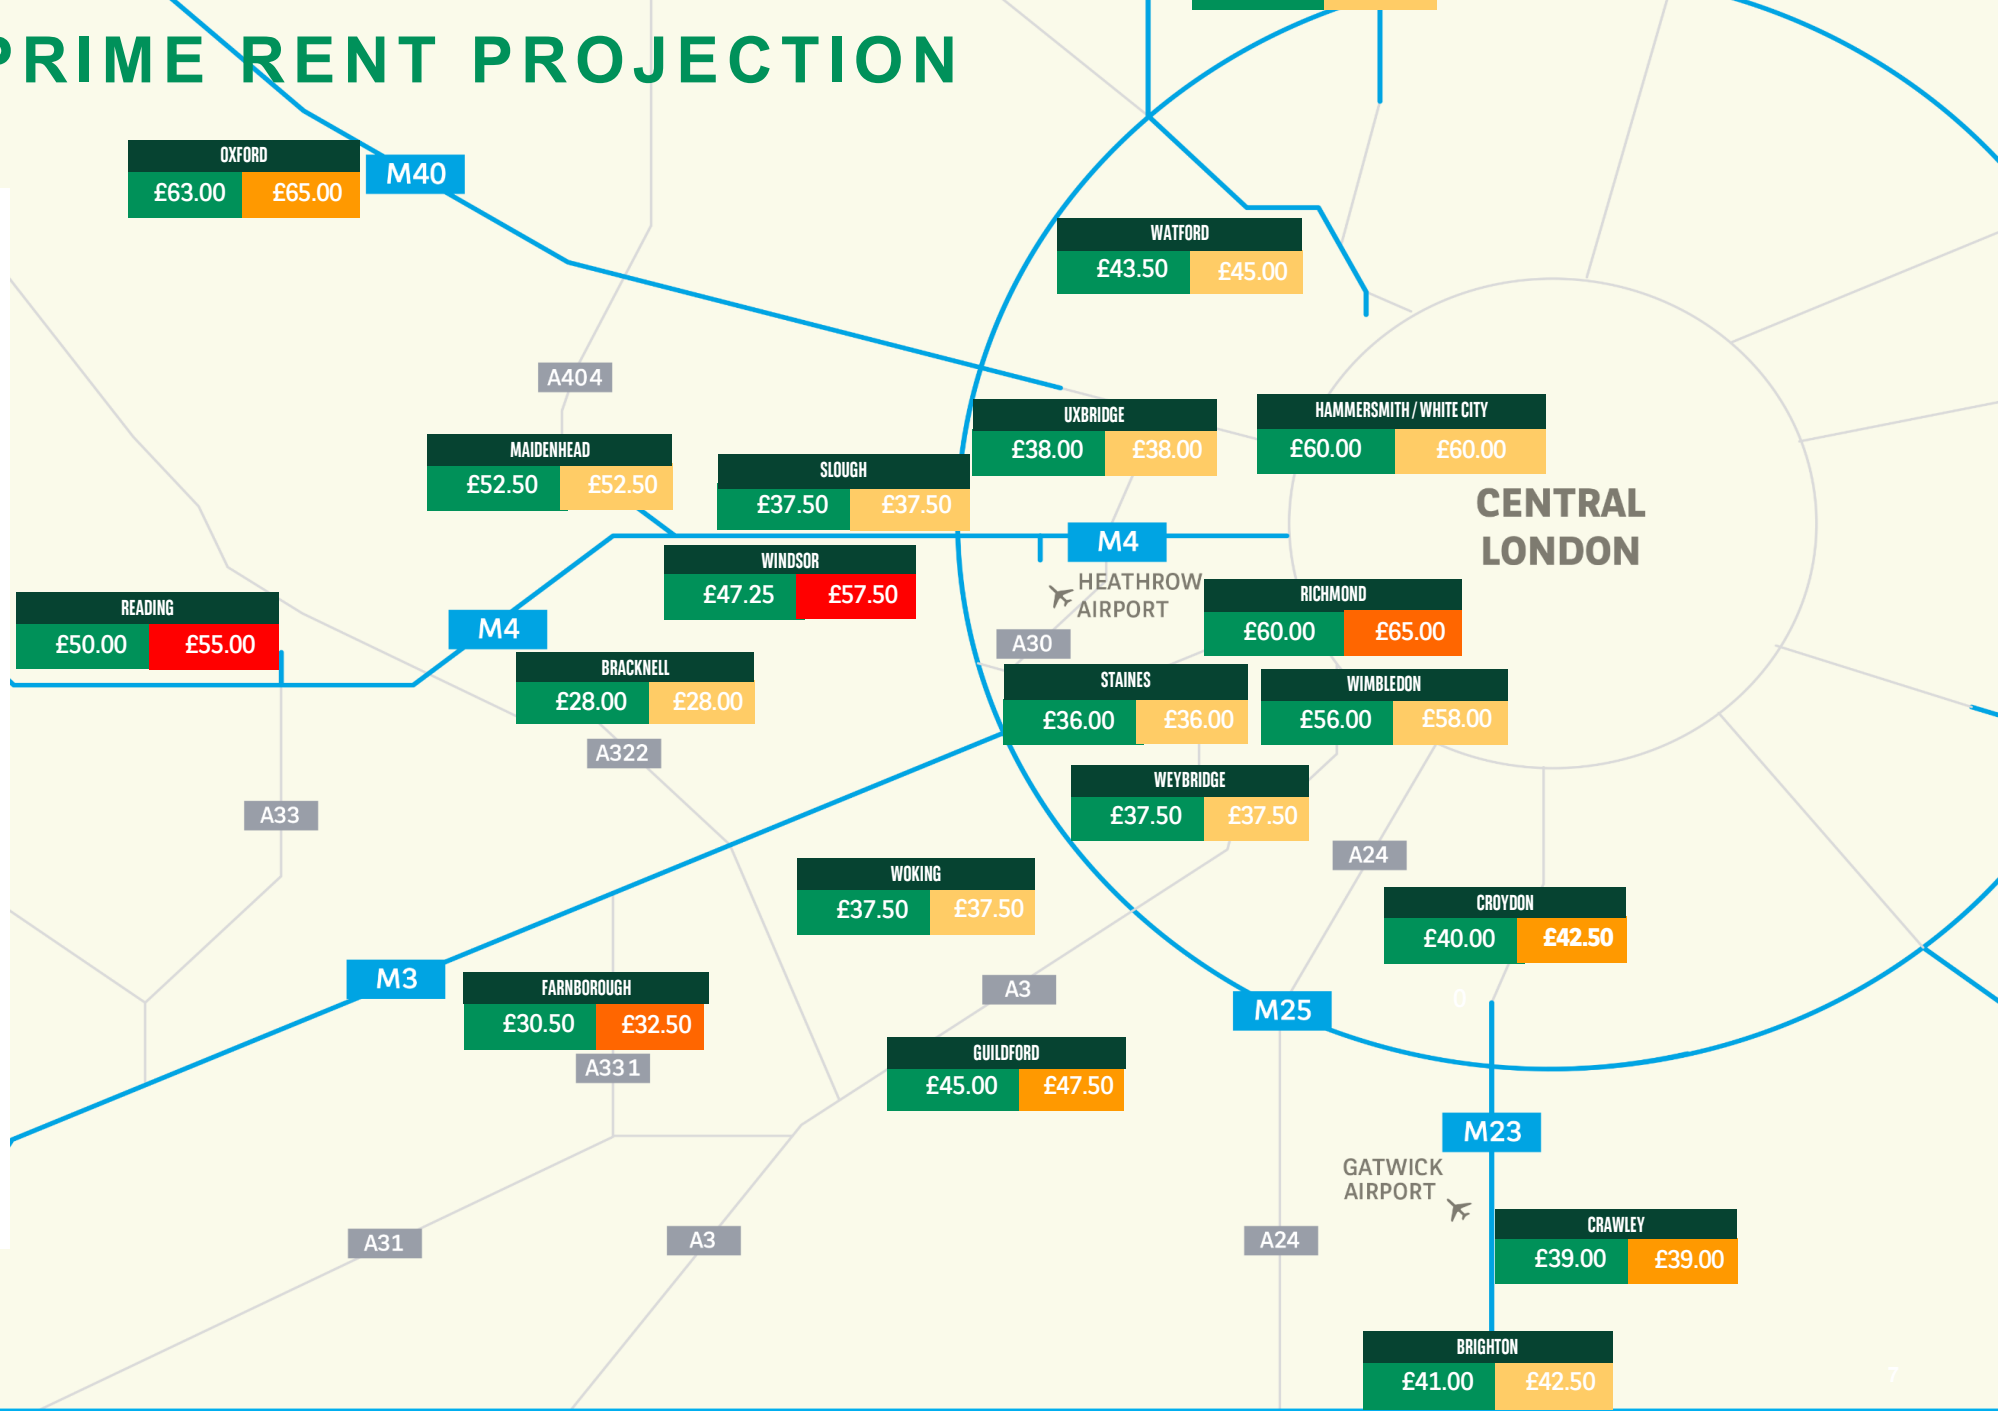 PRIME RENT PROJECTION
OXFORD
£63.00 £65.00
M40
WATFORD
£43.50 £45.00
A404
UXBRIDGE
£38.00 £38.00
HAMMERSMITH / WHITE CITY
£60.00 £60.00
MAIDENHEAD
£52.50 £52.50
SLOUGH
£37.50 £37.50
CENTRAL
LONDON
M4
WINDSOR
£47.25 £57.50
HEATHROW
AIRPORT
READING
£50.00 £55.00
M4
RICHMOND
£60.00 £65.00
A30
BRACKNELL
£28.00 £28.00
STAINES
£36.00 £36.00
WIMBLEDON
£56.00 £58.00
A322
WEYBRIDGE
£37.50 £37.50
A33
A24
WOKING
£37.50 £37.50
CROYDON
£40.00 £42.50
0
M3
FARNBOROUGH
£30.50 £32.50
A3
M25
A331
GUILDFORD
£45.00 £47.50
M23
GATWICK
AIRPORT
A31
A3
A24
CRAWLEY
£39.00 £39.00
BRIGHTON
£41.00 £42.50
7